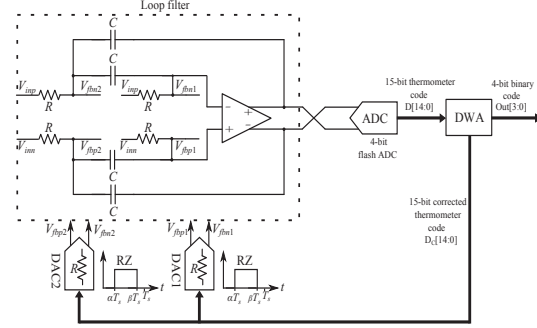 Loop filter
C
C
V_inp
R
V_fbn2
V_inp
R
V_fbn1
V_inn
R
V_fbp2
V_inn
R
V_fbp1
C
C
-
+
+
-
ADC
4-bit
flash ADC
15-bit thermometer
code
D[14:0]
DWA
4-bit binary
code
Out[3:0]
15-bit corrected
thermometer
code
D_C[14:0]
V_fbp2
V_fbn2
DAC2
R
RZ
αT_s
βT_s
T_s
t
V_fbp1
V_fbn1
DAC1
R
RZ
αT_s
βT_s
T_s
t